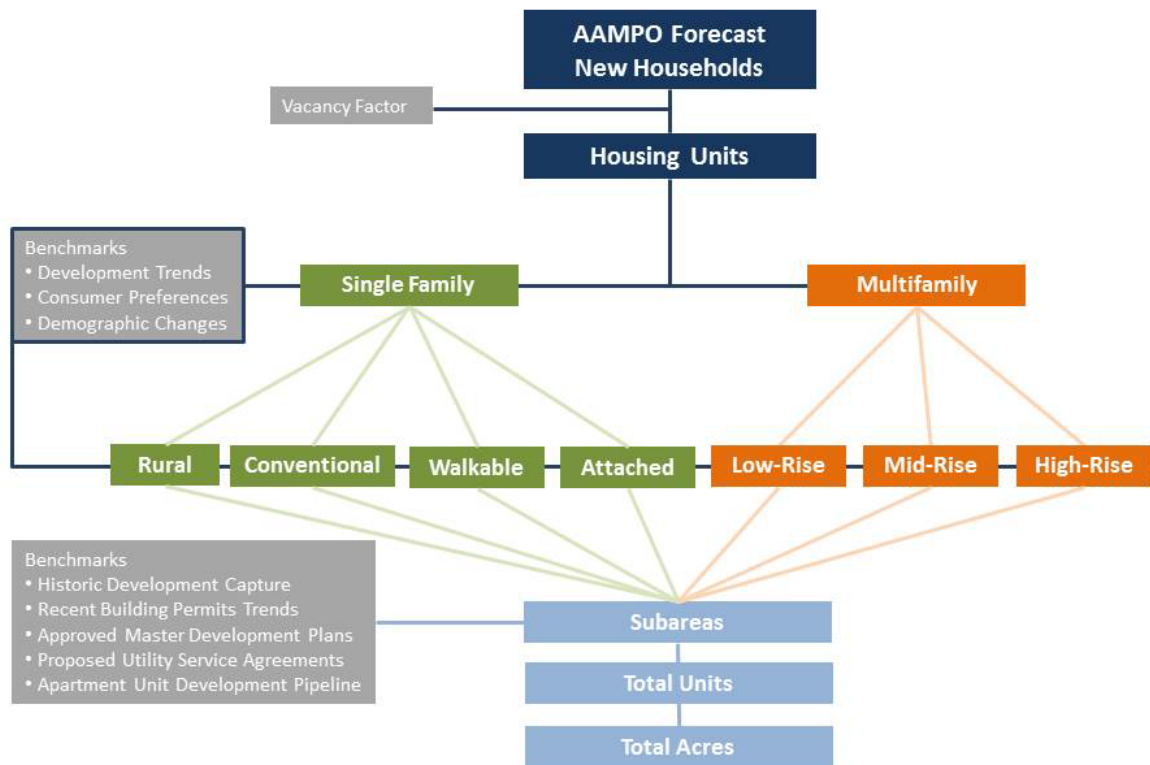 AAMPO Forecast
New Households
Vacancy Factor
Housing Units
Benchmarks
• Development Trends
• Consumer Preferences
• Demographic Changes
Single Family
Multifamily
Rural
Conventional
Walkable
Attached
Low-Rise
Mid-Rise
High-Rise
Benchmarks
• Historic Development Capture
• Recent Building Permits Trends
• Approved Master Development Plans
• Proposed Utility Service Agreements
• Apartment Unit Development Pipeline
Subareas
Total Units
Total Acres